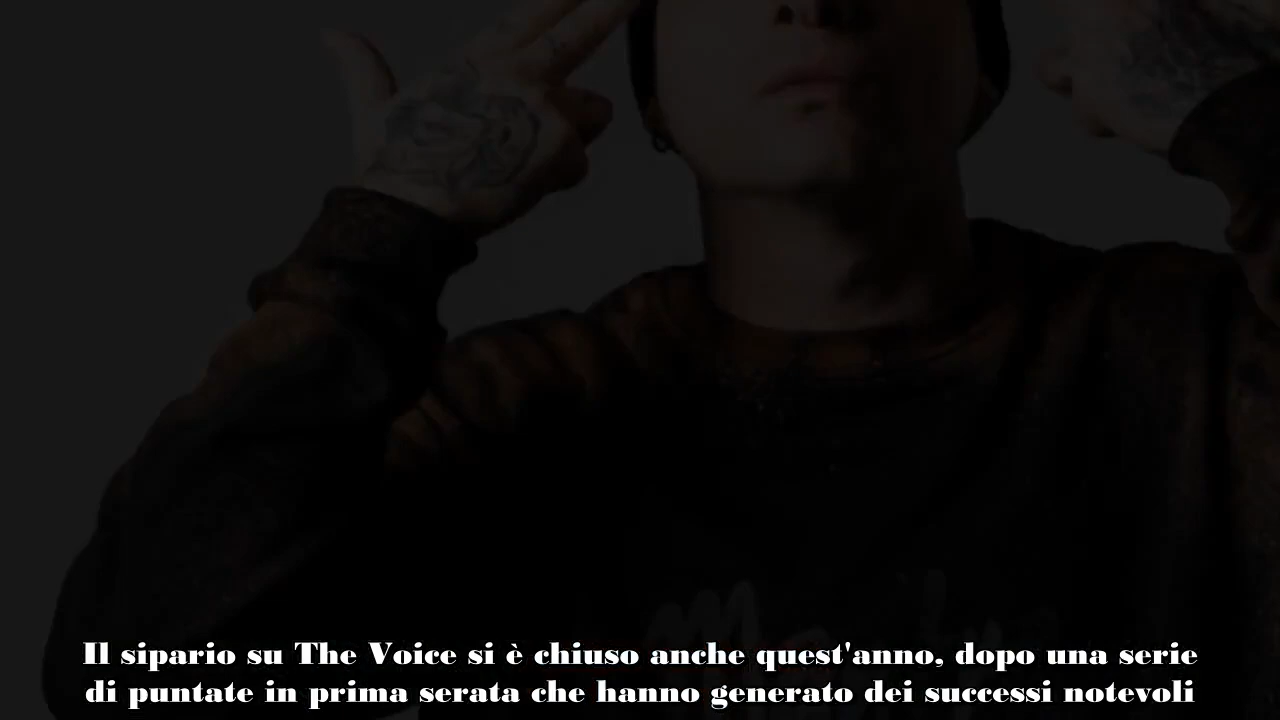 Il sipario su The Voice si è chiuso anche quest'anno, dopo una serie
di puntate in prima serata che hanno generato dei successi notevoli